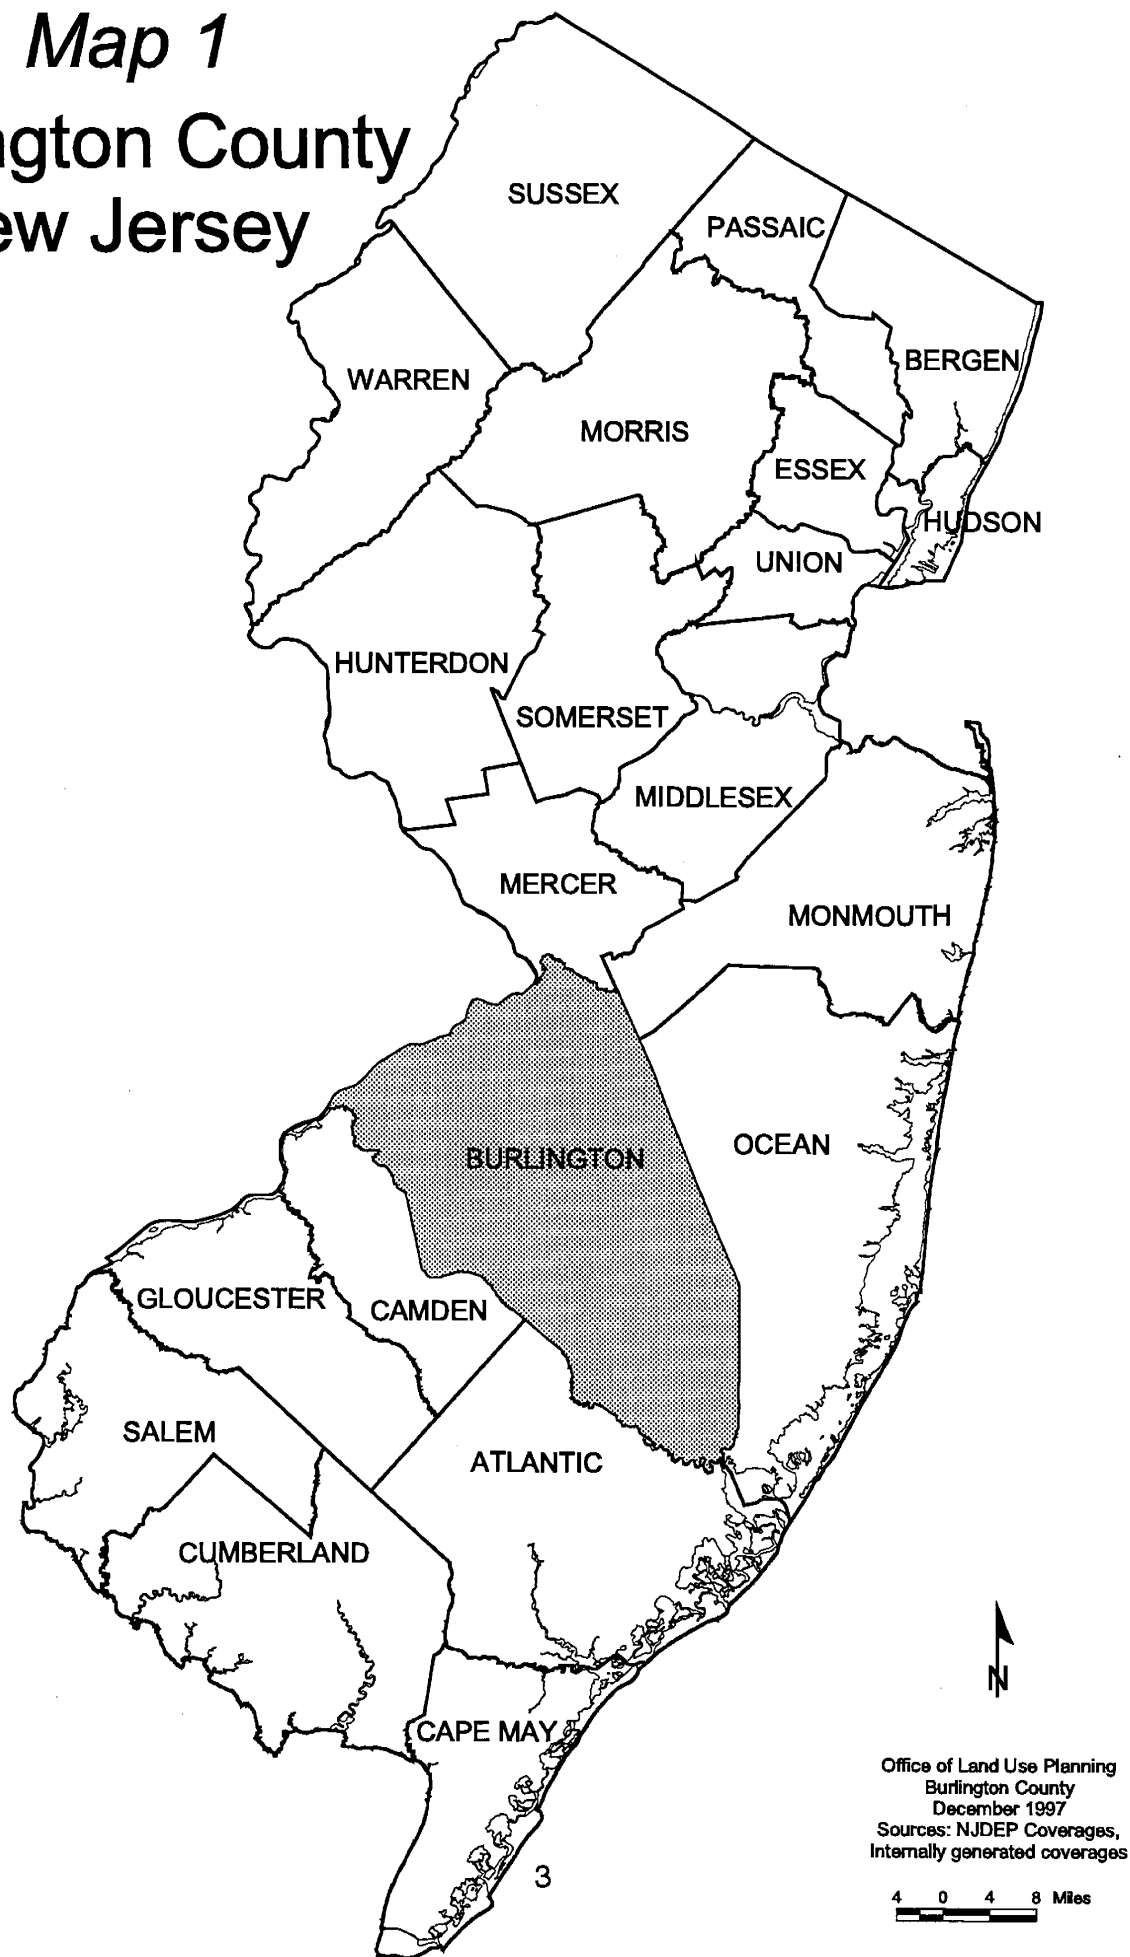 Map 1
ngton County
ew Jersey
SUSSEX
PASSAIC
BERGEN
WARREN
MORRIS
ESSEX
HUDSON
UNION
HUNTERDON
SOMERSET
MIDDLESEX
MERCER
MONMOUTH
OCEAN
BURLINGTON
GLOUCESTER
CAMDEN
SALEM
ATLANTIC
CUMBERLAND
N
CAPE MAY
Office of Land Use Planning
Burlington County
December 1997
Sources: NJDEP Coverages,
Internally generated coverages
3
4 0 4 8 Miles